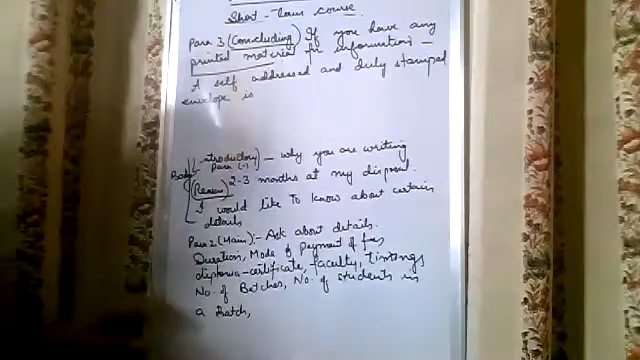 Short-Term course
Para 3 (Concluding) If you have any
printed material for information -
A self addressed and duly stamped
envelope is
Introductory) - Why you are writing
Para (1)
Body
(Reason) 2-3 months at my disposal.
I would like to know about certain
details
Para 2 (Main):- Ask about details.
Duration, Mode of Payment of fees
diploma-certificate, faculty, timings
No. of Batches, No. of students in
a Batch,